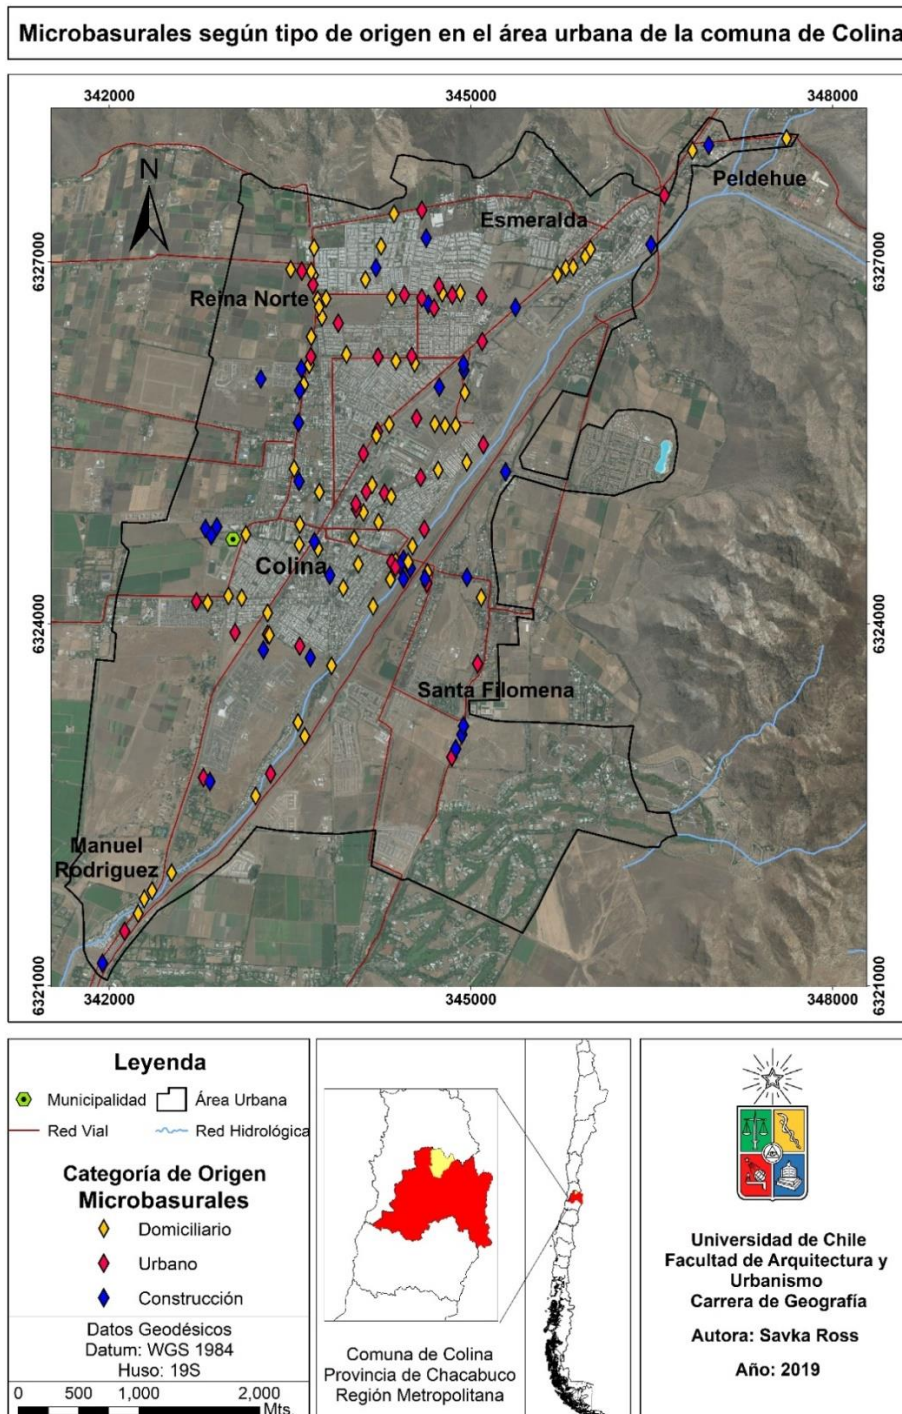 Microbasurales según tipo de origen en el área urbana de la comuna de Colina
342000 345000 348000
N
Peldehue
Esmeralda
6327000 6327000
Reina Norte
Colina
6324000 6324000
Santa Filomena
Manuel
Rodriguez
6321000 6321000
342000 345000 348000
Leyenda
Municipalidad Área Urbana
Red Vial Red Hidrológica
Categoría de Origen
Microbasurales
Domiciliario
Urbano
Construcción
Datos Geodésicos
Datum: WGS 1984
Huso: 19S
0 500 1,000 2,000
Mts
Comuna de Colina
Provincia de Chacabuco
Región Metropolitana
Universidad de Chile
Facultad de Arquitectura y
Urbanismo
Carrera de Geografía
Autora: Savka Ross
Año: 2019